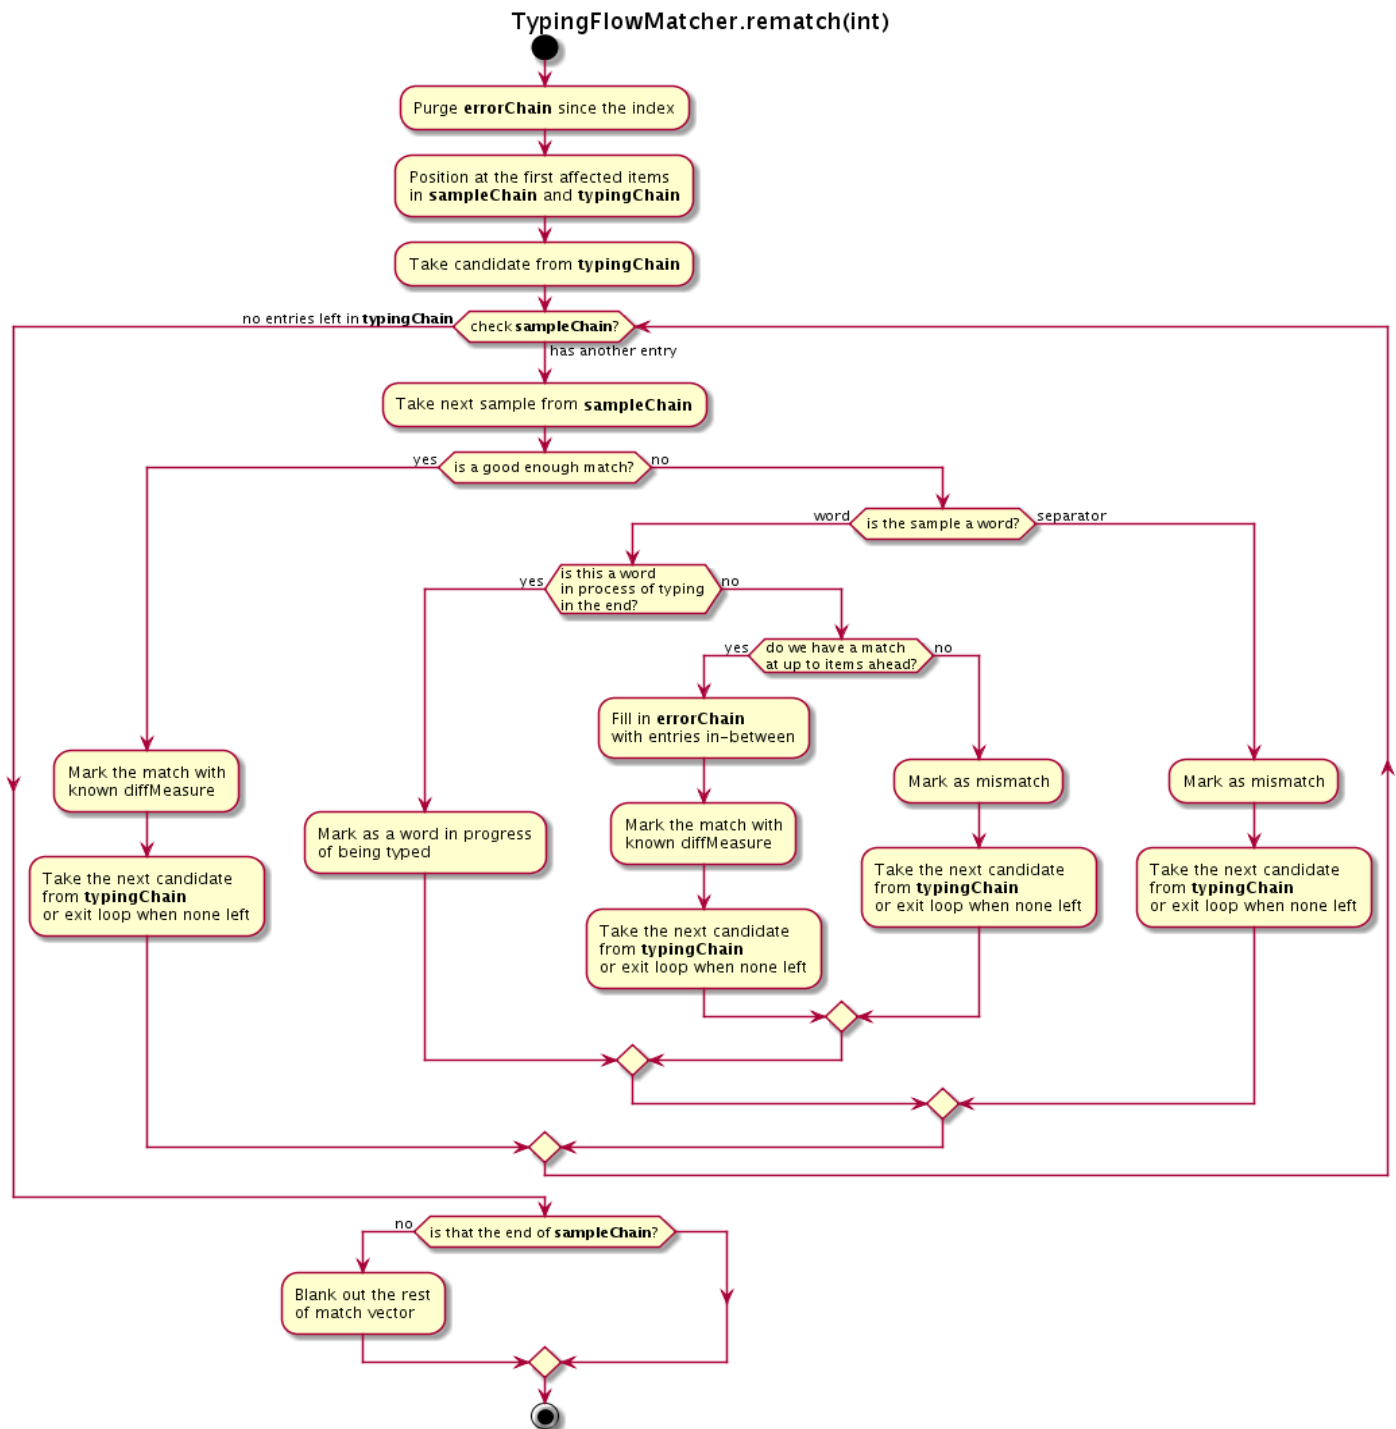 TypingFlowMatcher.rematch(int)
Purge errorChain since the index
Position at the first affected items
in sampleChain and typingChain
Take candidate from typingChain
no entries left in typingChain
check sampleChain?
has another entry
Take next sample from sampleChain
yes
is a good enough match?
no
word
is the sample a word?
separator
yes
is this a word
in process of typing
in the end?
no
yes
do we have a match
at up to items ahead?
no
Fill in errorChain
with entries in-between
Mark the match with
known diffMeasure
Mark as mismatch
Mark as mismatch
Mark as a word in progress
of being typed
Mark the match with
known diffMeasure
Take the next candidate
from typingChain
or exit loop when none left
Take the next candidate
from typingChain
or exit loop when none left
Take the next candidate
from typingChain
or exit loop when none left
Take the next candidate
from typingChain
or exit loop when none left
no
is that the end of sampleChain?
Blank out the rest
of match vector